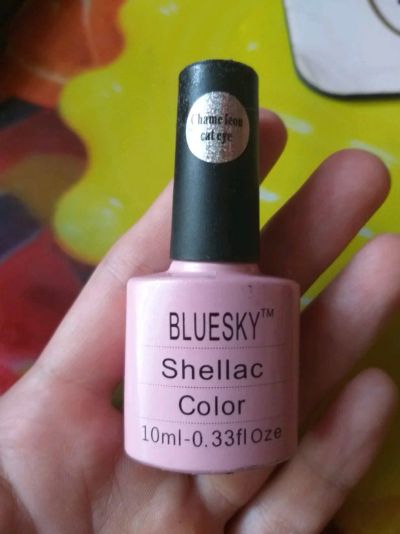 Chameleon
cat eye
BLUESKY™
Shellac
Color
10ml-0.33fl Oze